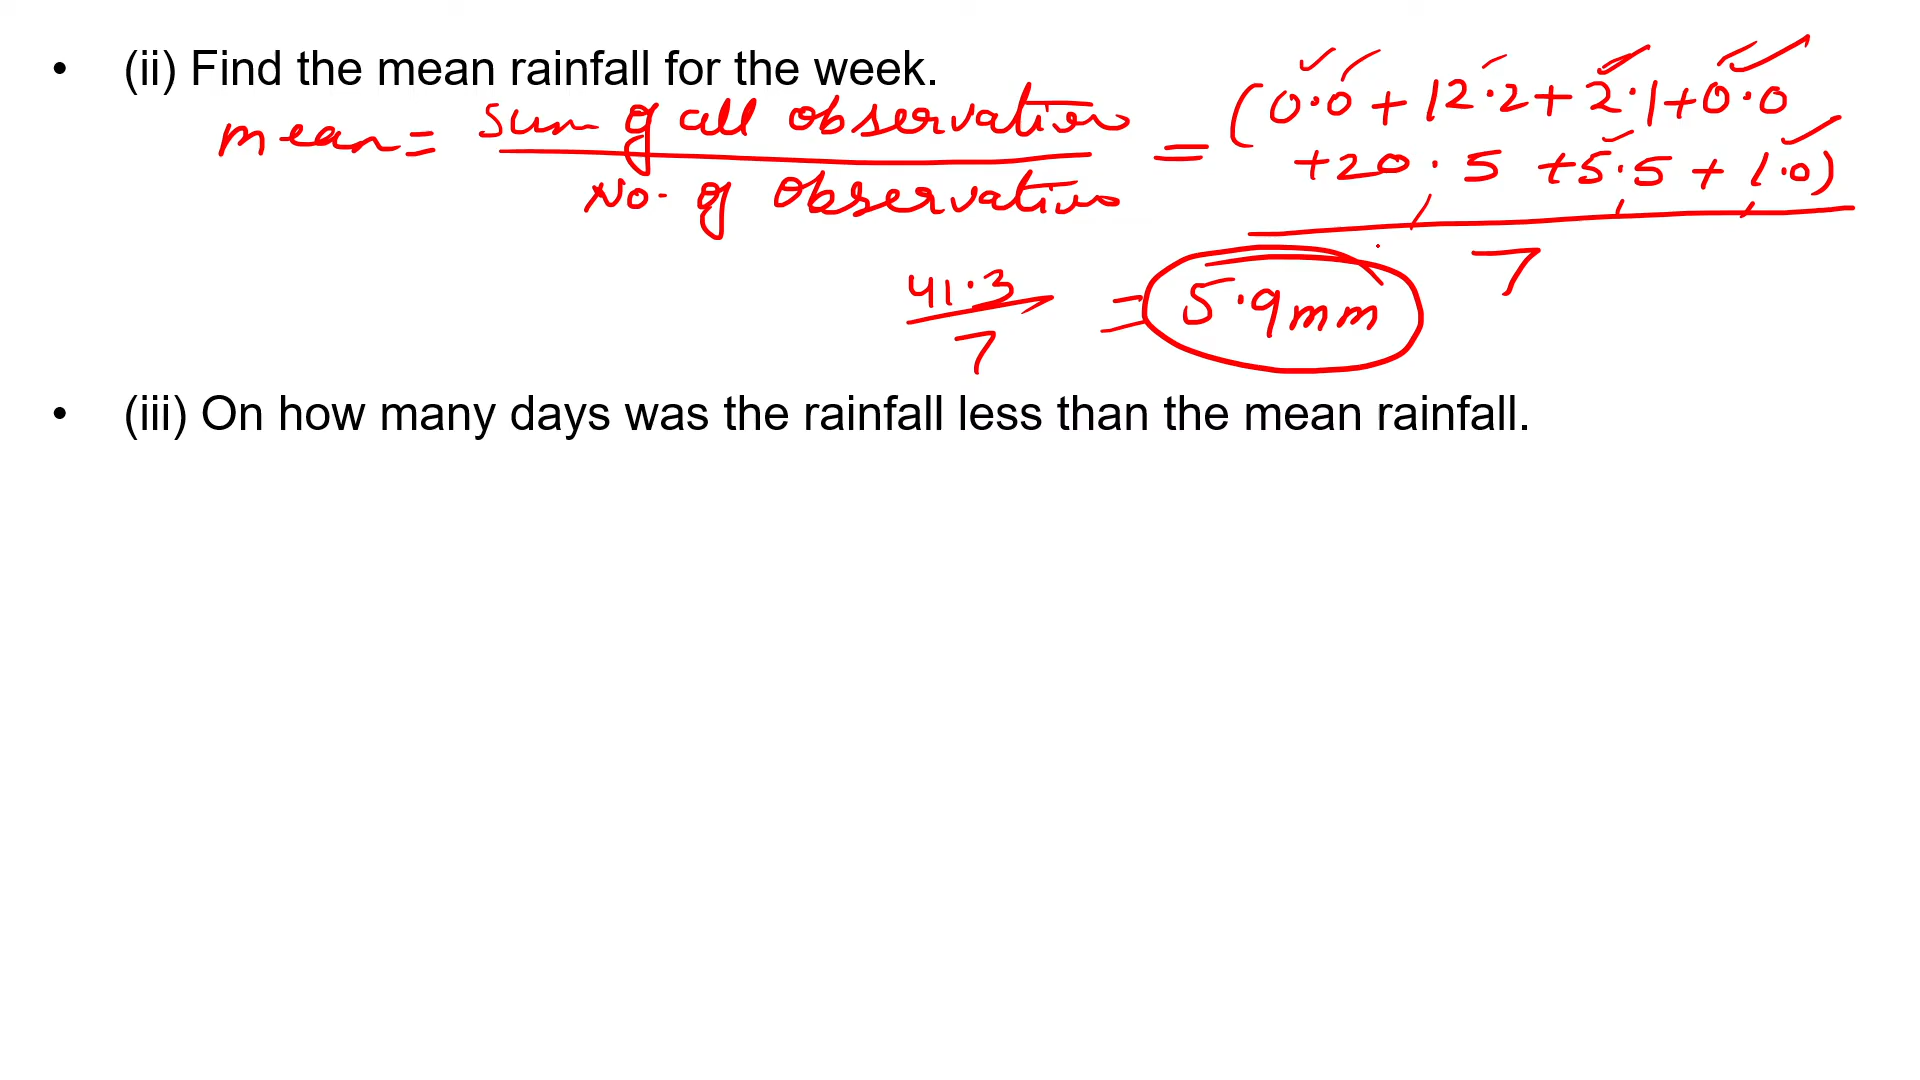 • (ii) Find the mean rainfall for the week.
mean = sum of all observation / No. of observation = (0.0 + 12.2 + 2.1 + 0.0
+ 20.5 + 5.5 + 1.0)
7
41.3 / 7 = 5.9mm
• (iii) On how many days was the rainfall less than the mean rainfall.